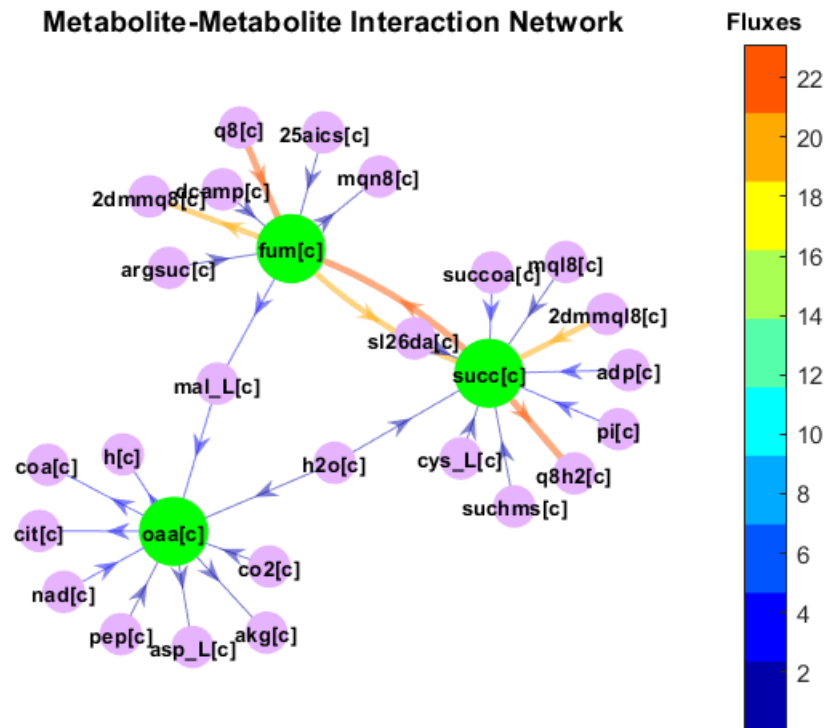 Metabolite-Metabolite Interaction Network
Fluxes
q8[c]
25aics[c]
mqn8[c]
dcamp[c]
2dmmq8[c]
fum[c]
argsuc[c]
succoa[c]
mql8[c]
2dmmql8[c]
sl26da[c]
succ[c]
adp[c]
mal_L[c]
pi[c]
h[c]
coa[c]
h2o[c]
cys_L[c]
q8h2[c]
suchms[c]
cit[c]
oaa[c]
co2[c]
nad[c]
pep[c]
asp_L[c]
akg[c]
22
20
18
16
14
12
10
8
6
4
2